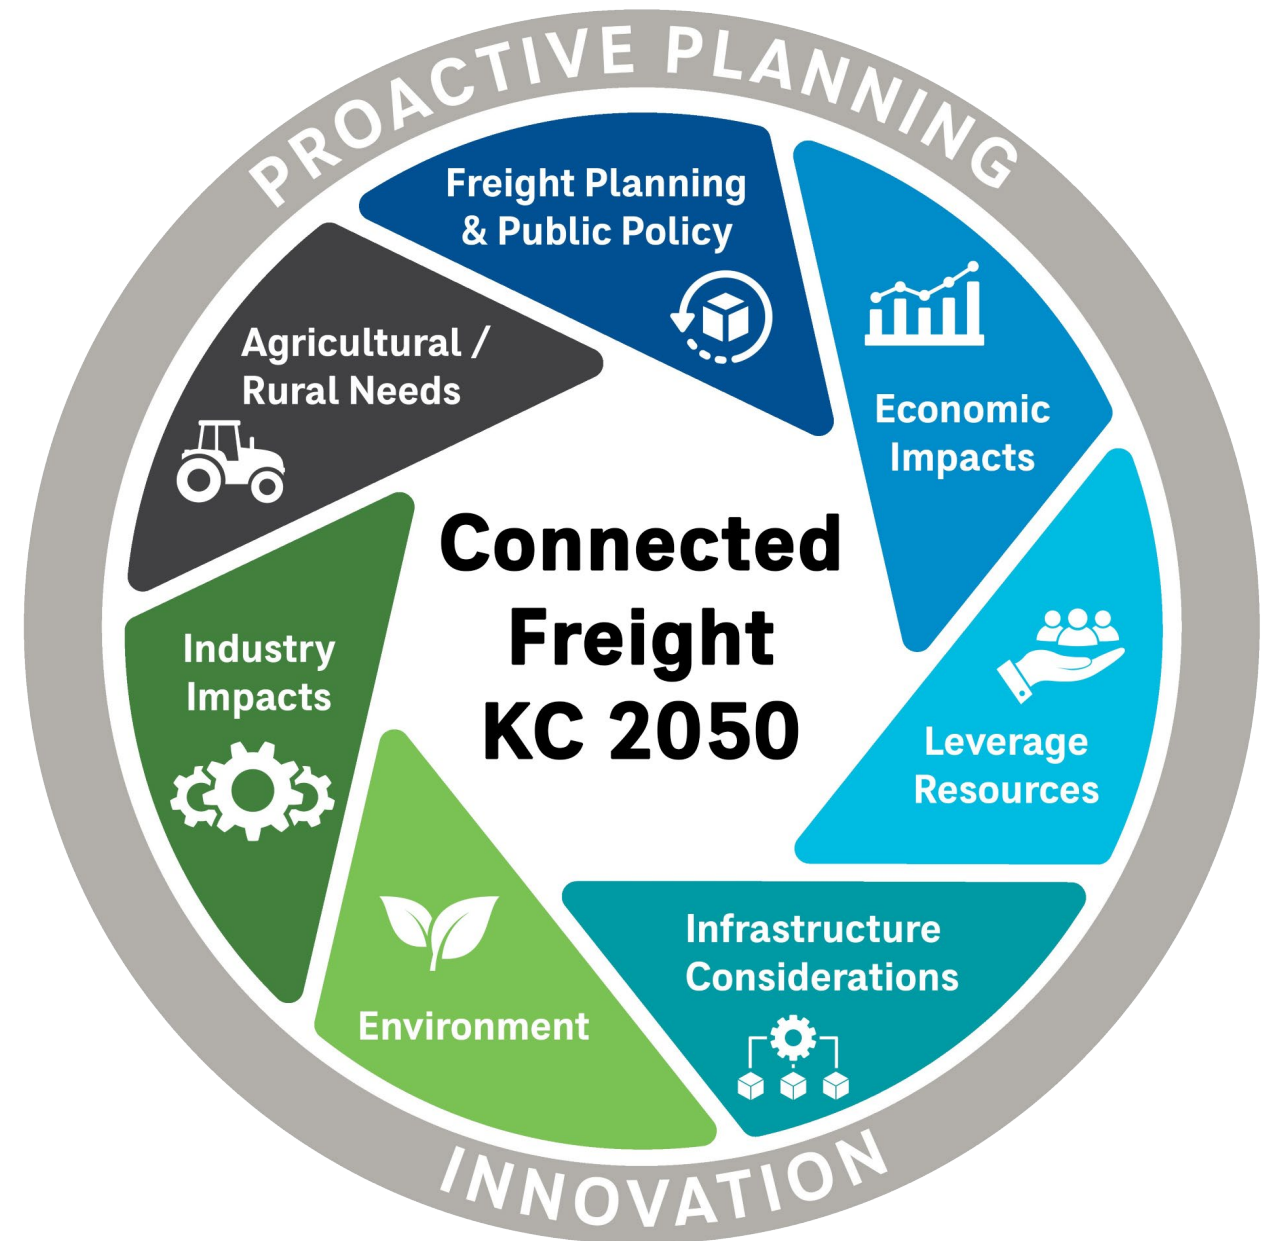 PROACTIVE PLANNING
Freight Planning
& Public Policy
Economic
Impacts
Leverage
Resources
Infrastructure
Considerations
Environment
Industry
Impacts
Agricultural /
Rural Needs
Connected
Freight
KC 2050
INNOVATION